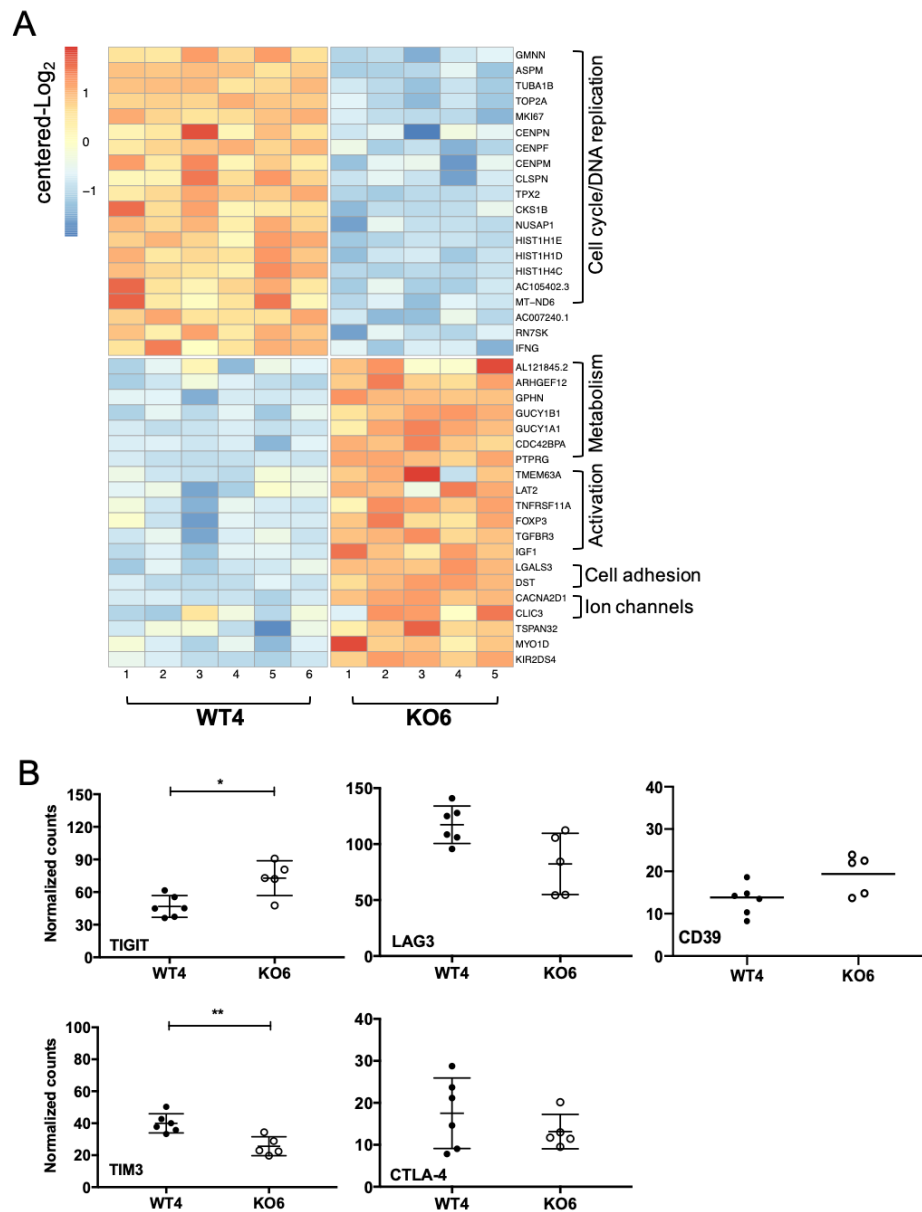 A
centered-Log2
1
0
−1
GMNN
ASPM
TUBA1B
TOP2A
MKI67
CENPN
CENPF
CENPM
CLSPN
TPX2
CKS1B
NUSAP1
HIST1H1E
HIST1H1D
HIST1H4C
AC105402.3
MT−ND6
AC007240.1
RN7SK
IFNG
Cell cycle/DNA replication
AL121845.2
ARHGEF12
GPHN
GUCY1B1
GUCY1A1
CDC42BPA
PTPRG
Metabolism
TMEM63A
LAT2
TNFRSF11A
FOXP3
TGFBR3
IGF1
Activation
LGALS3
DST
Cell adhesion
CACNA2D1
CLIC3
Ion channels
TSPAN32
MYO1D
KIR2DS4
1 2 3 4 5 6 1 2 3 4 5
WT4 KO6
B
Normalized counts
150
120
90
60
30
0
*
TIGIT
WT4 KO6
150
100
50
0
LAG3
WT4 KO6
40
30
20
10
0
CD39
WT4 KO6
Normalized counts
100
80
60
40
20
0
**
TIM3
WT4 KO6
40
30
20
10
0
CTLA-4
WT4 KO6